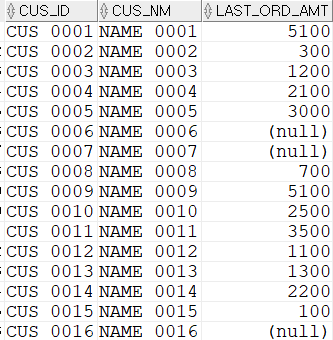 CUS_ID CUS_NM LAST_ORD_AMT
CUS 0001 NAME 0001 5100
CUS 0002 NAME 0002 300
CUS 0003 NAME 0003 1200
CUS 0004 NAME 0004 2100
CUS 0005 NAME 0005 3000
CUS 0006 NAME 0006 (null)
CUS 0007 NAME 0007 (null)
CUS 0008 NAME 0008 700
CUS 0009 NAME 0009 5100
CUS 0010 NAME 0010 2500
CUS 0011 NAME 0011 3500
CUS 0012 NAME 0012 1100
CUS 0013 NAME 0013 1300
CUS 0014 NAME 0014 2200
CUS 0015 NAME 0015 100
CUS 0016 NAME 0016 (null)